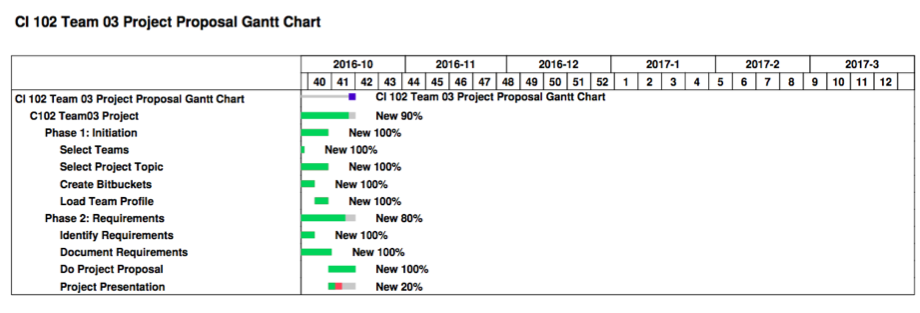 CI 102 Team 03 Project Proposal Gantt Chart
2016-10 2016-11 2016-12 2017-1 2017-2 2017-3
40 41 42 43 44 45 46 47 48 49 50 51 52 1 2 3 4 5 6 7 8 9 10 11 12
CI 102 Team 03 Project Proposal Gantt Chart CI 102 Team 03 Project Proposal Gantt Chart
C102 Team03 Project New 90%
Phase 1: Initiation New 100%
Select Teams New 100%
Select Project Topic New 100%
Create Bitbuckets New 100%
Load Team Profile New 100%
Phase 2: Requirements New 80%
Identify Requirements New 100%
Document Requirements New 100%
Do Project Proposal New 100%
Project Presentation New 20%